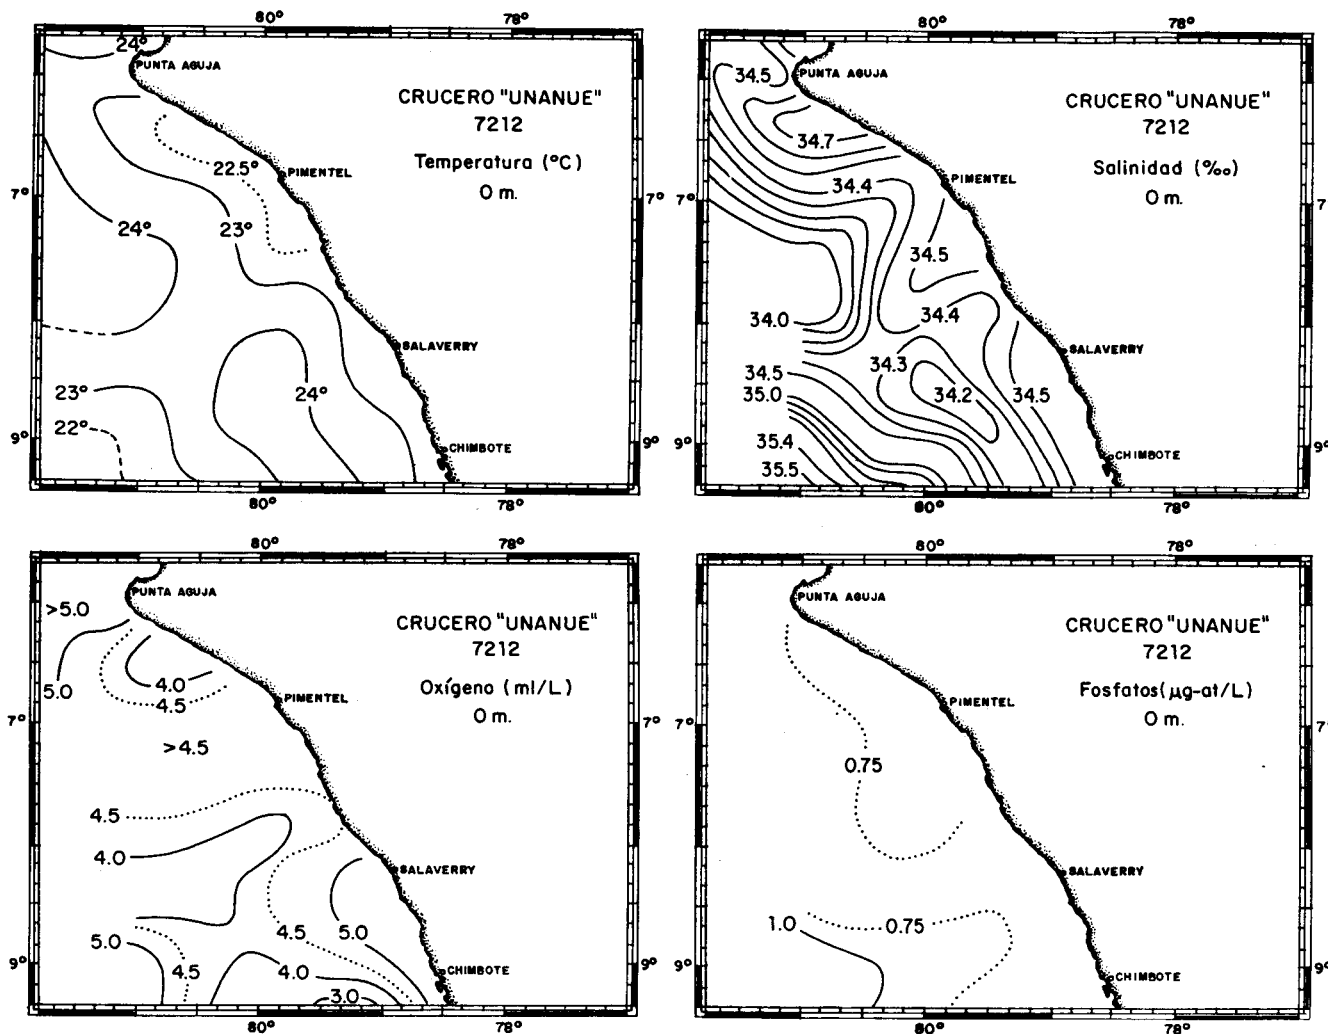 80°
78°
24°
PUNTA AGUJA
CRUCERO "UNANUE"
7212
Temperatura (°C)
0 m.
22.5°
PIMENTEL
7°
7°
24°
23°
SALAVERRY
23°
24°
22°
9°
9°
CHIMBOTE
80°
78°
80°
78°
34.5
PUNTA AGUJA
CRUCERO "UNANUE"
7212
Salinidad (‰)
0 m.
34.7
34.4
PIMENTEL
7°
7
34.5
34.0
34.4
SALAVERRY
34.3
34.5
35.0
34.2
34.5
35.4
9°
9
35.5
CHIMBOTE
80°
78°
80°
78°
>5.0
PUNTA AGUJA
CRUCERO "UNANUE"
7212
Oxígeno (ml/L)
0 m.
5.0
4.0
4.5
PIMENTEL
7°
7°
>4.5
4.5
4.0
SALAVERRY
5.0
4.5
5.0
4.5
4.0
9°
9°
CHIMBOTE
3.0
80°
78°
80°
78°
PUNTA AGUJA
CRUCERO "UNANUE"
7212
Fosfatos(µg-at/L)
0 m.
PIMENTEL
7°
7°
0.75
SALAVERRY
1.0
0.75
9°
9°
CHIMBOTE
80°
78°